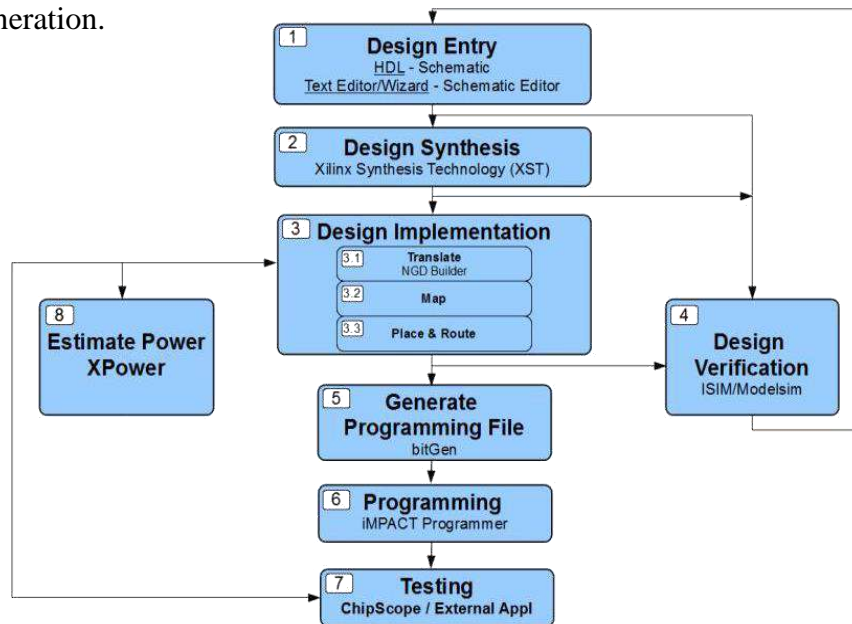 neration.
1
Design Entry
HDL - Schematic
Text Editor/Wizard - Schematic Editor
2
Design Synthesis
Xilinx Synthesis Technology (XST)
3
Design Implementation
3.1
Translate
NGD Builder
3.2
Map
3.3
Place & Route
8
Estimate Power
XPower
4
Design
Verification
ISIM/Modelsim
5
Generate
Programming File
bitGen
6
Programming
iMPACT Programmer
7
Testing
ChipScope / External Appl